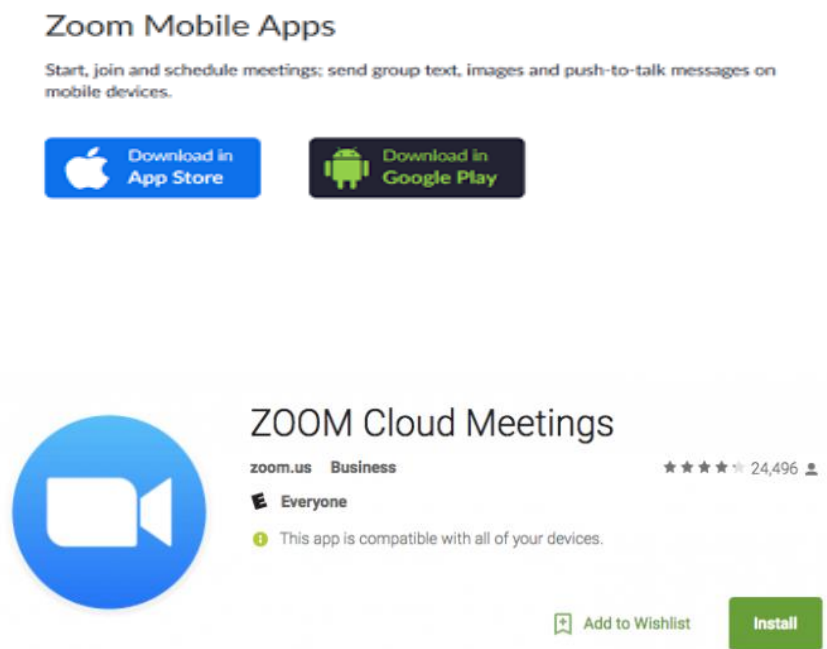 Zoom Mobile Apps
Start, join and schedule meetings; send group text, images and push-to-talk messages on
mobile devices.
Download in
App Store
Download in
Google Play
ZOOM Cloud Meetings
zoom.us Business
24,496
E Everyone
This app is compatible with all of your devices.
Add to Wishlist
Install